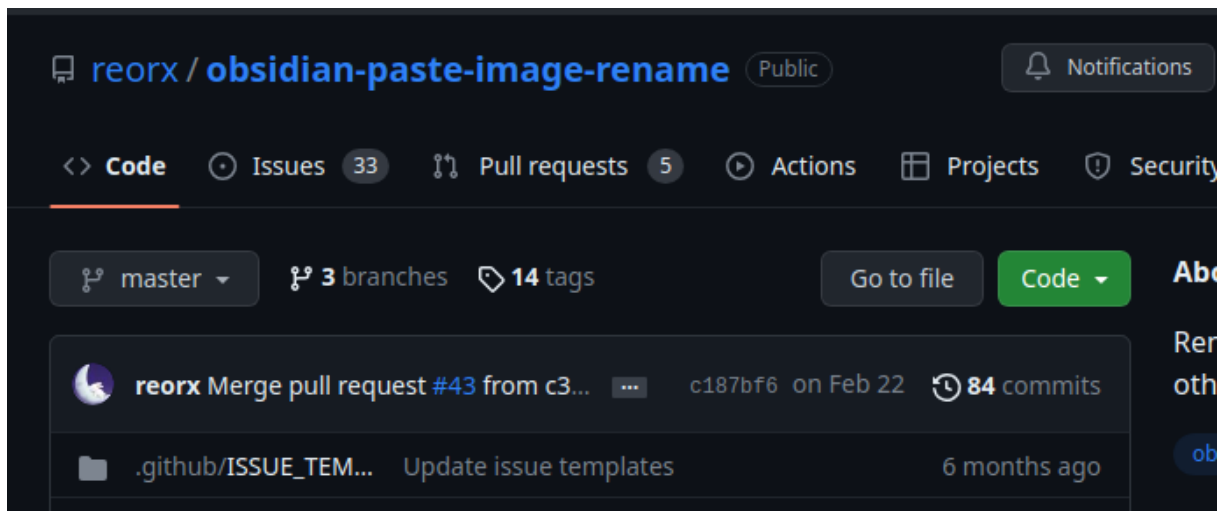 reorx / obsidian-paste-image-rename Public Notifications
Code Issues 33 Pull requests 5 Actions Projects Security
master 3 branches 14 tags Go to file Code
reorx Merge pull request #43 from c3... ... c187bf6 on Feb 22 84 commits
.github/ISSUE_TEM... Update issue templates 6 months ago